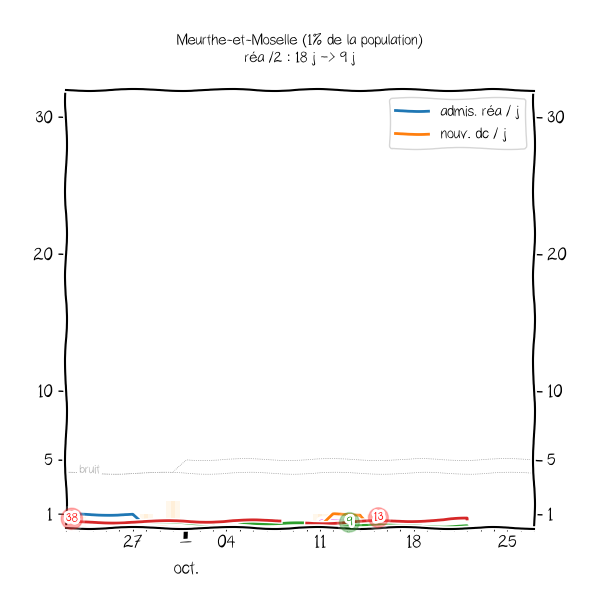 Meurthe-et-Moselle (1% de la population)
réa /2 : 18 j -> 9 j
admis. réa / j
nouv. dc / j
30 30
20 20
10 10
5 5
bruit
1 1
38 9 13
27 1 04 11 18 25
oct.